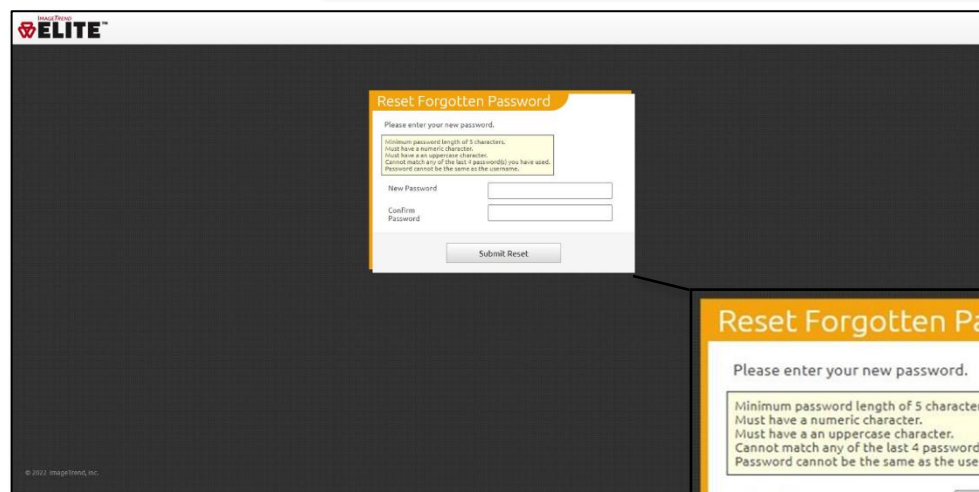 ImageTrend
ELITE™
Reset Forgotten Password
Please enter your new password.
Minimum password length of 5 characters.
Must have a numeric character.
Must have a an uppercase character.
Cannot match any of the last 4 password(s) you have used.
Password cannot be the same as the username.
New Password
Confirm
Password
Submit Reset
© 2022 ImageTrend, Inc.
Reset Forgotten Pa
Please enter your new password.
Minimum password length of 5 character
Must have a numeric character.
Must have a an uppercase character.
Cannot match any of the last 4 password
Password cannot be the same as the use